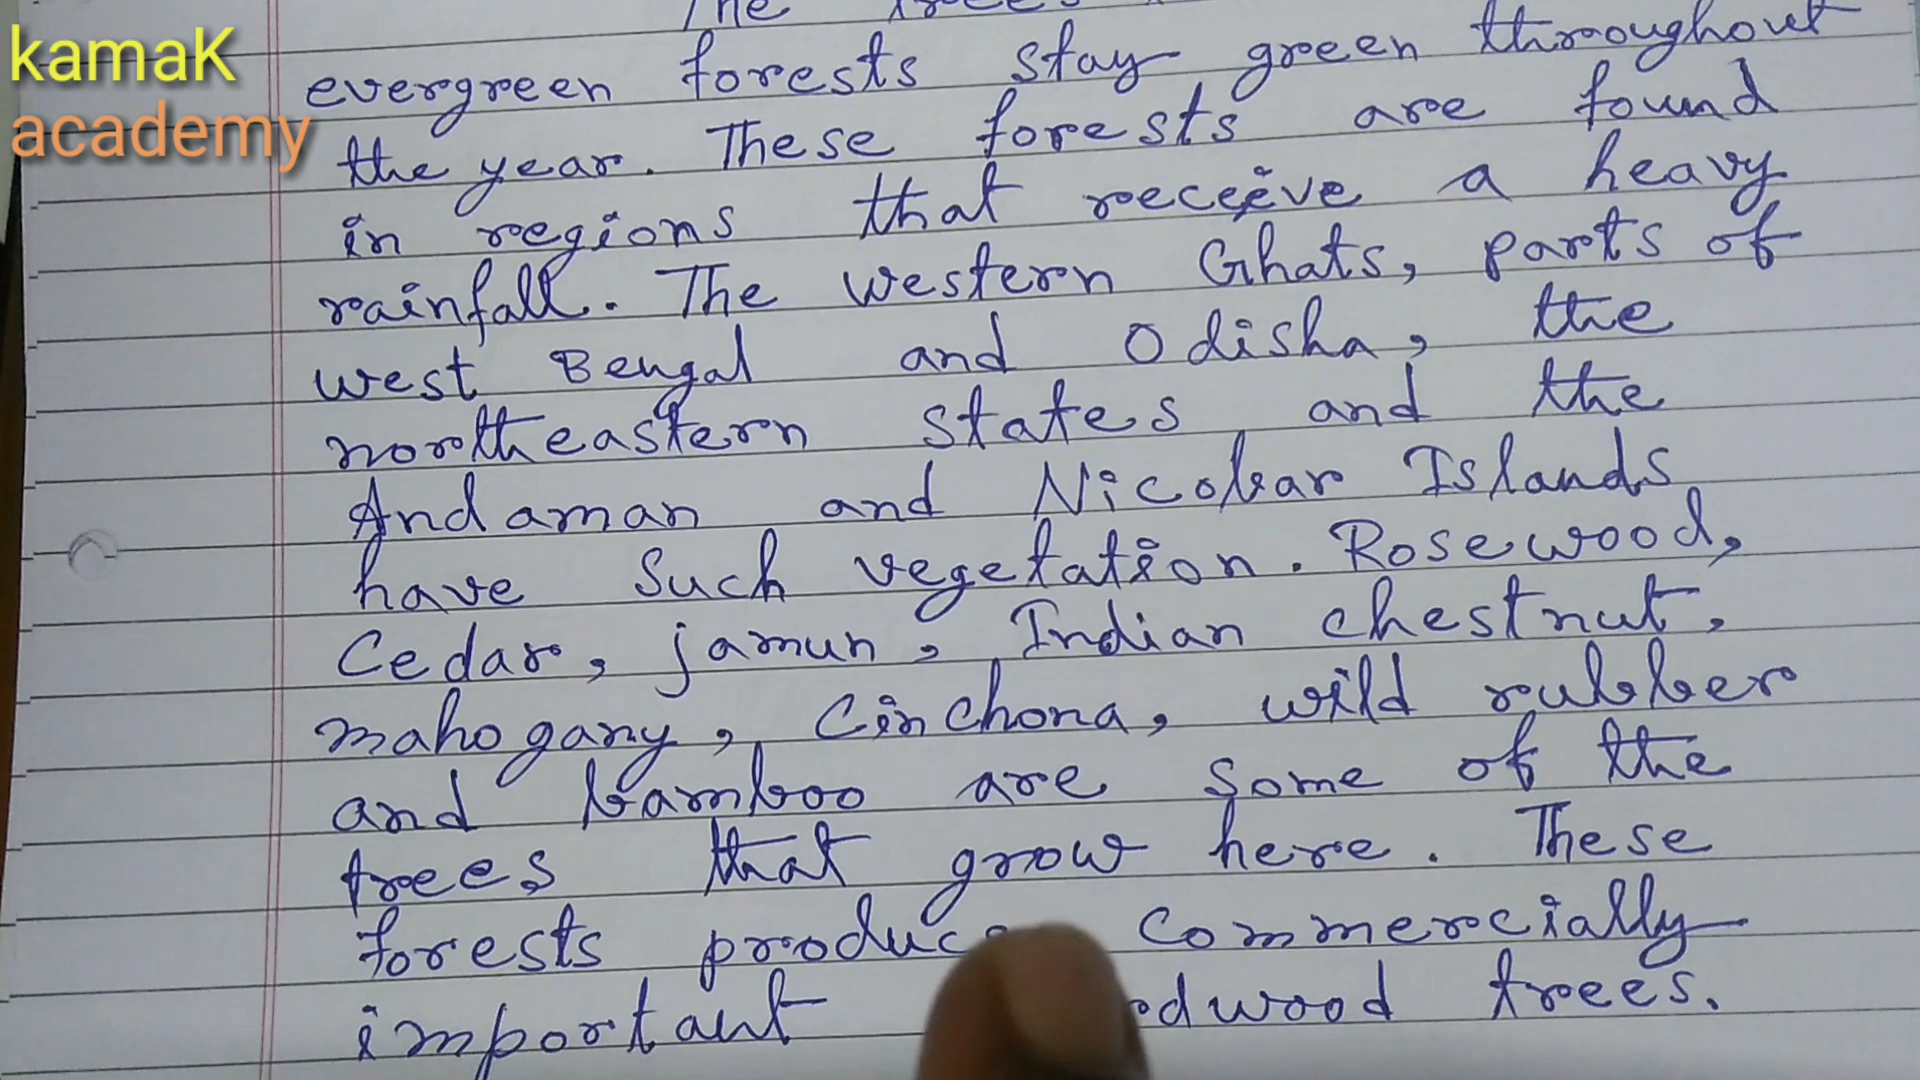 kamaK
academy
The trees
evergreen forests stay green throughout
the year. These forests are found
in regions that receive a heavy
rainfall. The western Ghats, parts of
west Bengal and Odisha, the
northeastern states and the
Andaman and Nicobar Islands
have Such vegetation. Rosewood,
Cedar, jamun, Indian chestnut,
mahogany, Cinchona, wild rubber
and bamboo are some of the
trees that grow here. These
forests produce commercially
important trees.